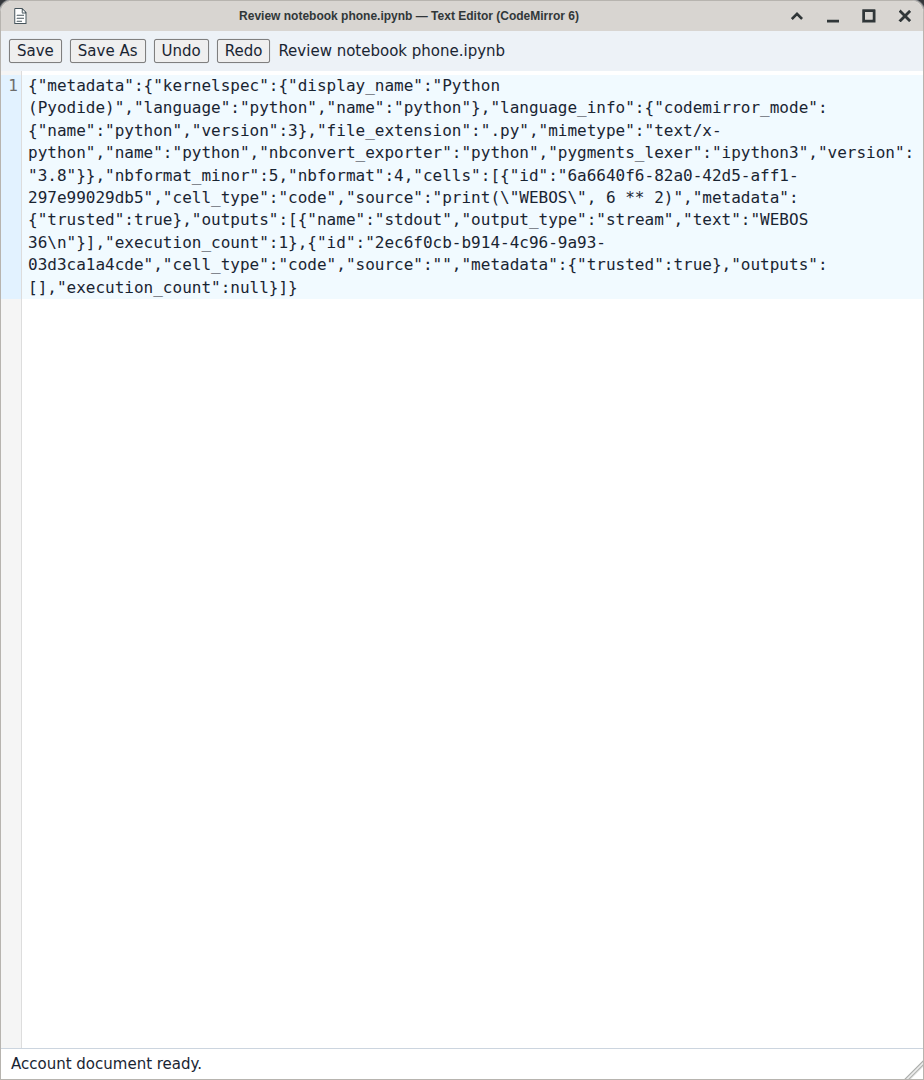 Review notebook phone.ipynb — Text Editor (CodeMirror 6)
Save Save As Undo Redo Review notebook phone.ipynb
1 {"metadata":{"kernelspec":{"display_name":"Python
(Pyodide)","language":"python","name":"python"},"language_info":{"codemirror_mode":
{"name":"python","version":3},"file_extension":".py","mimetype":"text/x-
python","name":"python","nbconvert_exporter":"python","pygments_lexer":"ipython3","version":
"3.8"}},"nbformat_minor":5,"nbformat":4,"cells":[{"id":"6a6640f6-82a0-42d5-aff1-
297e99029db5","cell_type":"code","source":"print(\"WEBOS\", 6 ** 2)","metadata":
{"trusted":true},"outputs":[{"name":"stdout","output_type":"stream","text":"WEBOS
36\n"}],"execution_count":1},{"id":"2ec6f0cb-b914-4c96-9a93-
03d3ca1a4cde","cell_type":"code","source":"","metadata":{"trusted":true},"outputs":
[],"execution_count":null}]}
Account document ready.